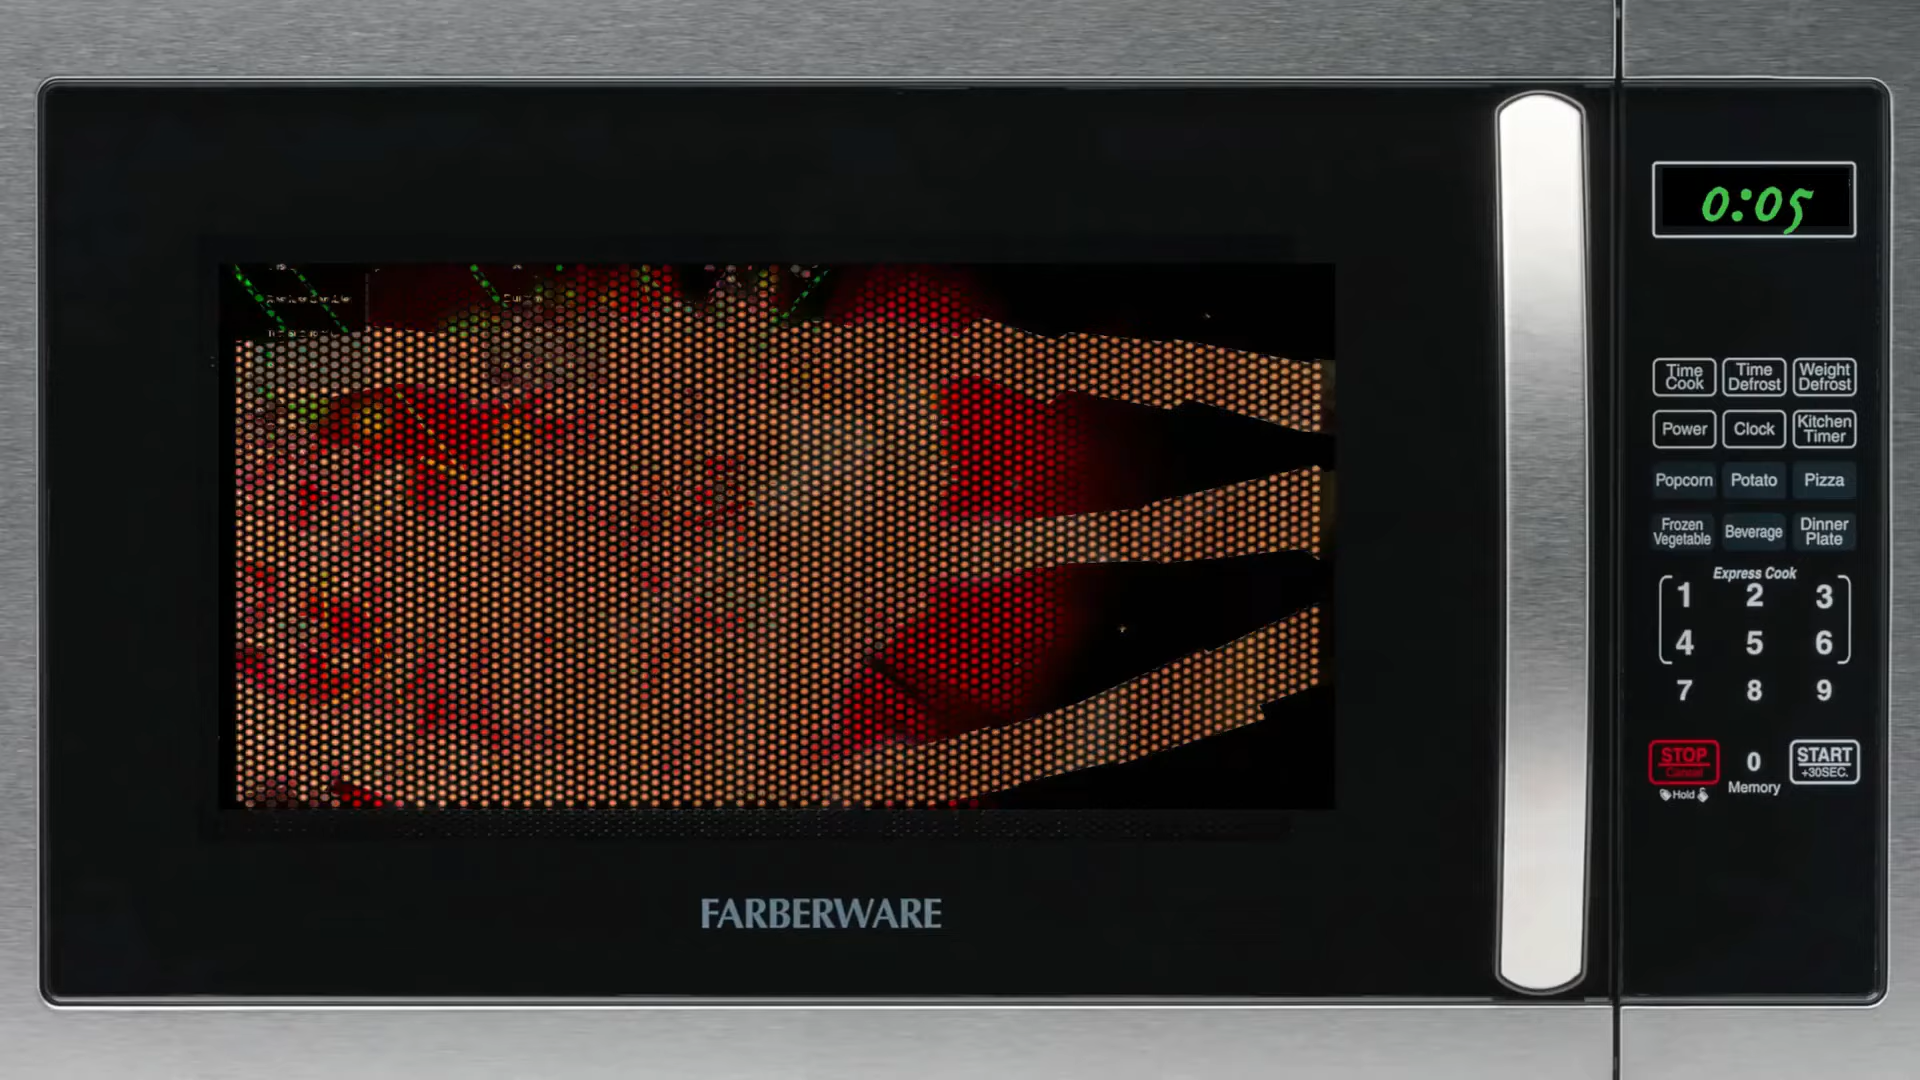 0:05
Time
Cook
Time
Defrost
Weight
Defrost
Power
Clock
Kitchen
Timer
Popcorn
Potato
Pizza
Frozen
Vegetable
Beverage
Dinner
Plate
Express Cook
1 2 3
4 5 6
7 8 9
STOP
Cancel
0
START
+30SEC.
Hold
Memory
FARBERWARE